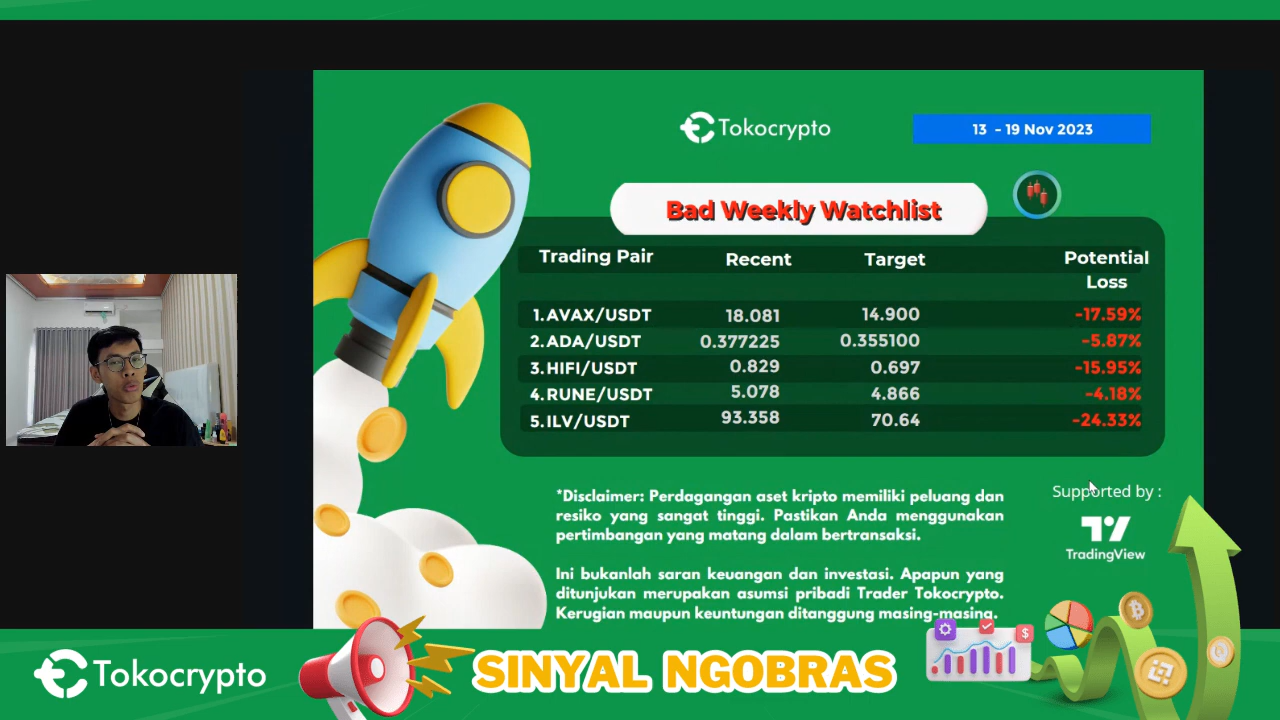 Tokocrypto
13 - 19 Nov 2023
Bad Weekly Watchlist
Trading Pair Recent Target Potential Loss
1.AVAX/USDT 18.081 14.900 -17.59%
2.ADA/USDT 0.377225 0.355100 -5.87%
3.HIFI/USDT 0.829 0.697 -15.95%
4.RUNE/USDT 5.078 4.866 -4.18%
5.ILV/USDT 93.358 70.64 -24.33%
*Disclaimer: Perdagangan aset kripto memiliki peluang dan
resiko yang sangat tinggi. Pastikan Anda menggunakan
pertimbangan yang matang dalam bertransaksi.
Ini bukanlah saran keuangan dan investasi. Apapun yang
ditunjukan merupakan asumsi pribadi Trader Tokocrypto.
Kerugian maupun keuntungan ditanggung masing-masing.
Supported by :
TradingView
Tokocrypto
SINYAL NGOBRAS